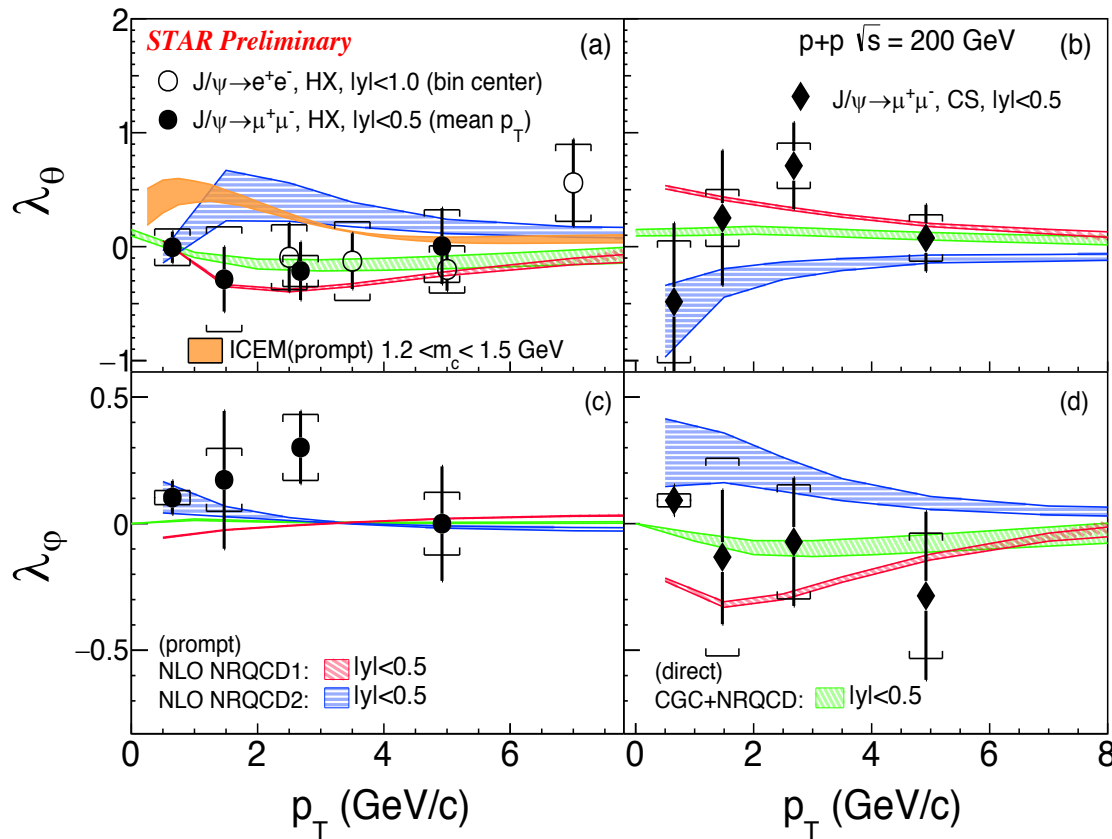 2
STAR Preliminary
(a)
J/ψ→e⁺e⁻, HX, |y|<1.0 (bin center)
J/ψ→μ⁺μ⁻, HX, |y|<0.5 (mean p_T)
1
λ_θ
0
ICEM(prompt) 1.2 <m_c< 1.5 GeV
−1
p+p √s = 200 GeV
(b)
J/ψ→μ⁺μ⁻, CS, |y|<0.5
(c)
0.5
λ_φ
0
−0.5
(prompt)
NLO NRQCD1: |y|<0.5
NLO NRQCD2: |y|<0.5
(d)
(direct)
CGC+NRQCD: |y|<0.5
0 2 4 6
p_T (GeV/c)
2 4 6 8
p_T (GeV/c)